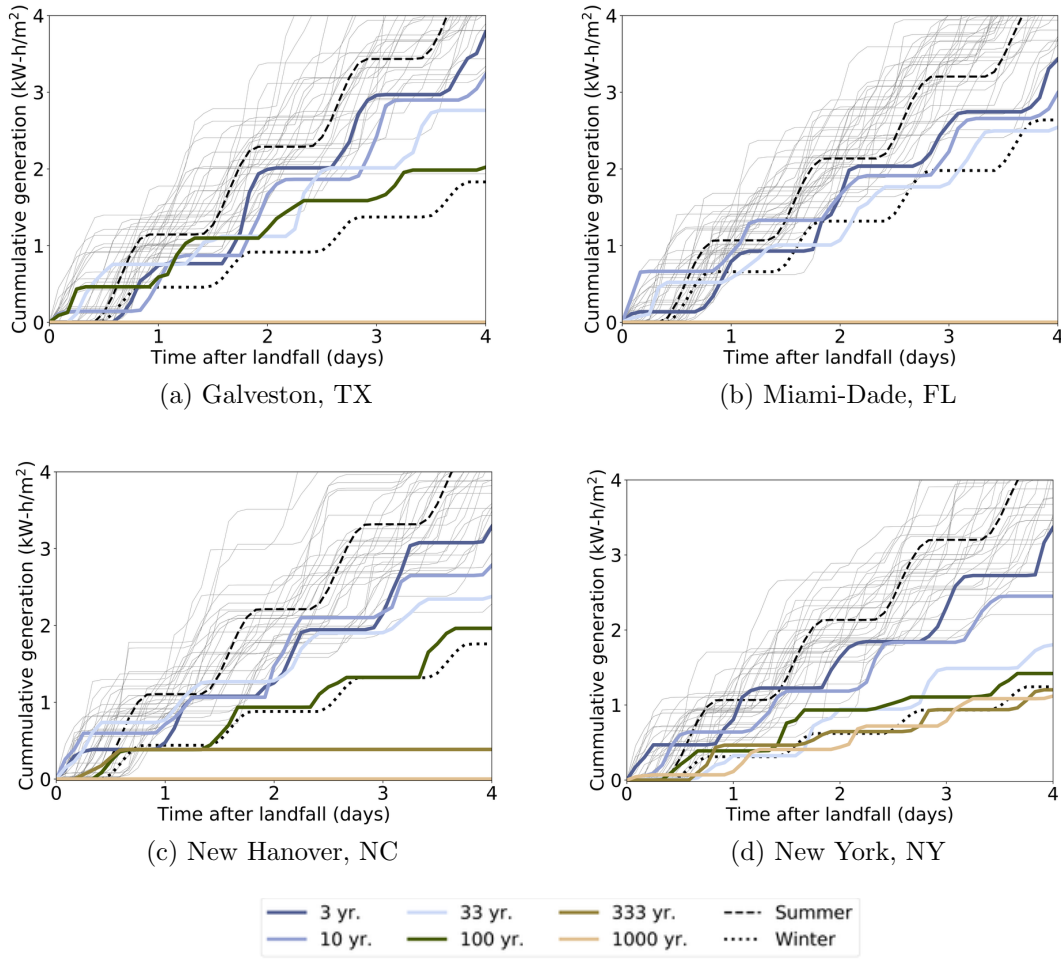 Cummulative generation (kW-h/m²)
4
3
2
1
0
0 1 2 3 4
Time after landfall (days)
(a) Galveston, TX
Cummulative generation (kW-h/m²)
4
3
2
1
0
0 1 2 3 4
Time after landfall (days)
(b) Miami-Dade, FL
Cummulative generation (kW-h/m²)
4
3
2
1
0
0 1 2 3 4
Time after landfall (days)
(c) New Hanover, NC
Cummulative generation (kW-h/m²)
4
3
2
1
0
0 1 2 3 4
Time after landfall (days)
(d) New York, NY
3 yr. 33 yr. 333 yr. Summer
10 yr. 100 yr. 1000 yr. Winter